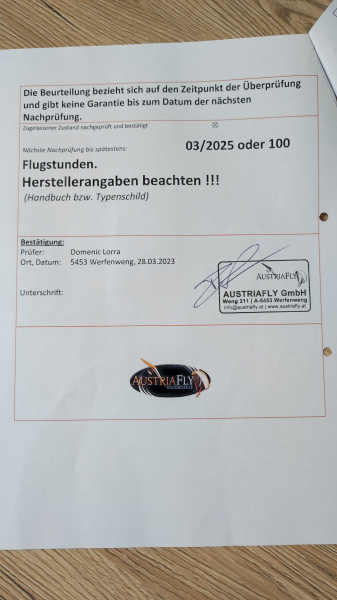 Die Beurteilung bezieht sich auf den Zeitpunkt der Überprüfung
und gibt keine Garantie bis zum Datum der nächsten
Nachprüfung.
Zugelassener Zustand nachgeprüft und bestätigt ☒
Nächste Nachprüfung bis spätestens: 03/2025 oder 100
Flugstunden.
Herstellerangaben beachten !!!
(Handbuch bzw. Typenschild)
Bestätigung:
Prüfer: Domenic Lorra
Ort, Datum: 5453 Werfenweng, 28.03.2023
Unterschrift:
AUSTRIAFLY
AUSTRIAFLY GmbH
Weng 211 | A-5453 Werfenweng
info@austriafly.at | www.austriafly.at
AUSTRIAFLY